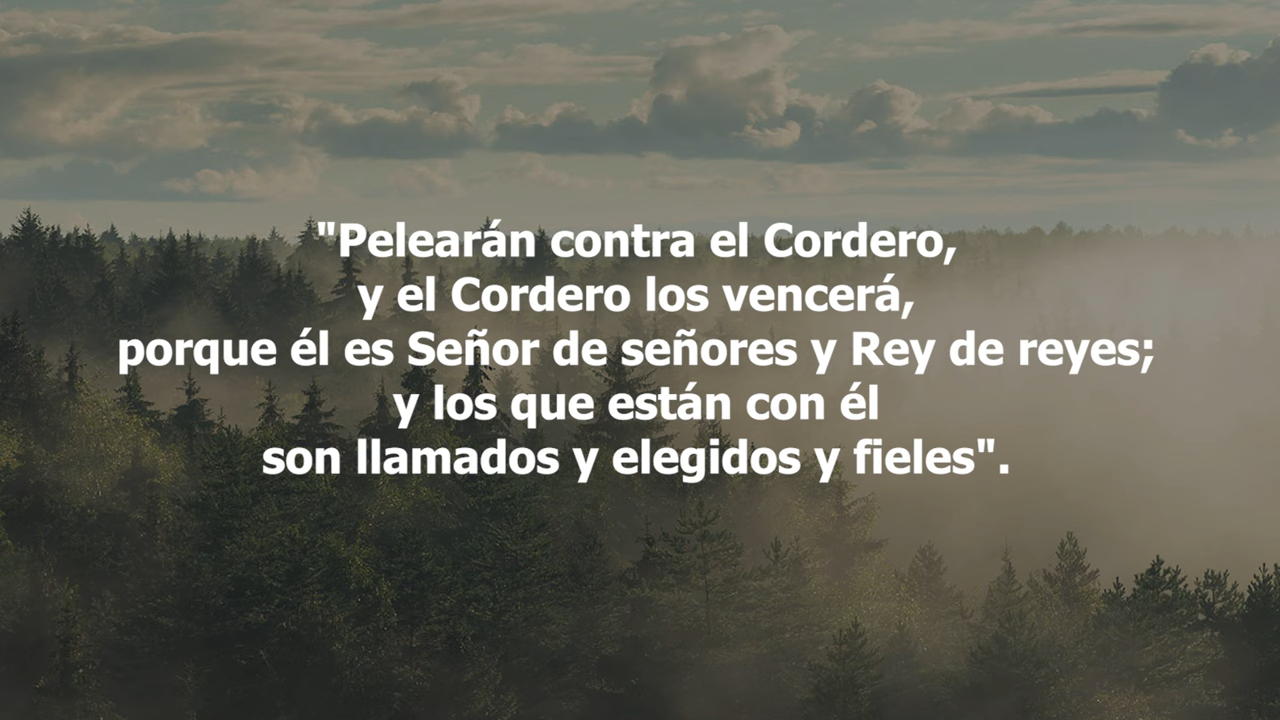 "Pelearán contra el Cordero,
y el Cordero los vencerá,
porque él es Señor de señores y Rey de reyes;
y los que están con él
son llamados y elegidos y fieles".